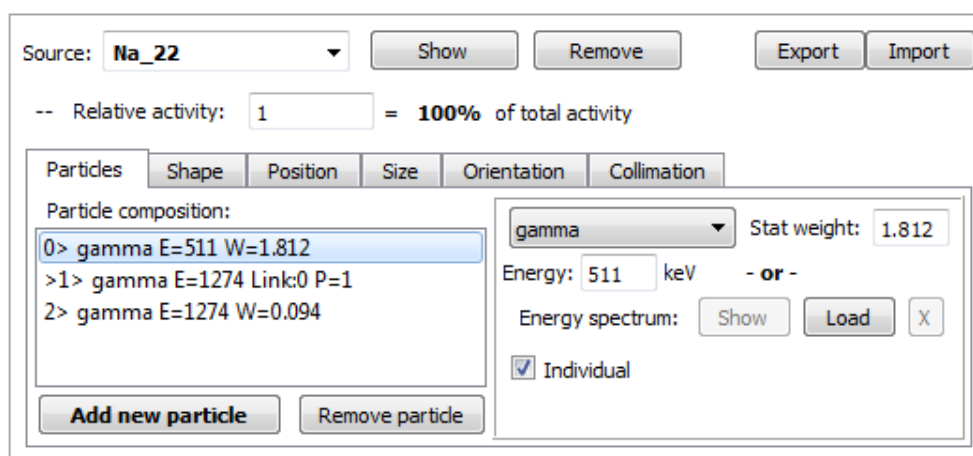 Source: Na_22 Show Remove Export Import
-- Relative activity: 1 = 100% of total activity
Particles Shape Position Size Orientation Collimation
Particle composition:
0> gamma E=511 W=1.812
>1> gamma E=1274 Link:0 P=1
2> gamma E=1274 W=0.094
Add new particle Remove particle
gamma Stat weight: 1.812
Energy: 511 keV - or -
Energy spectrum: Show Load X
Individual